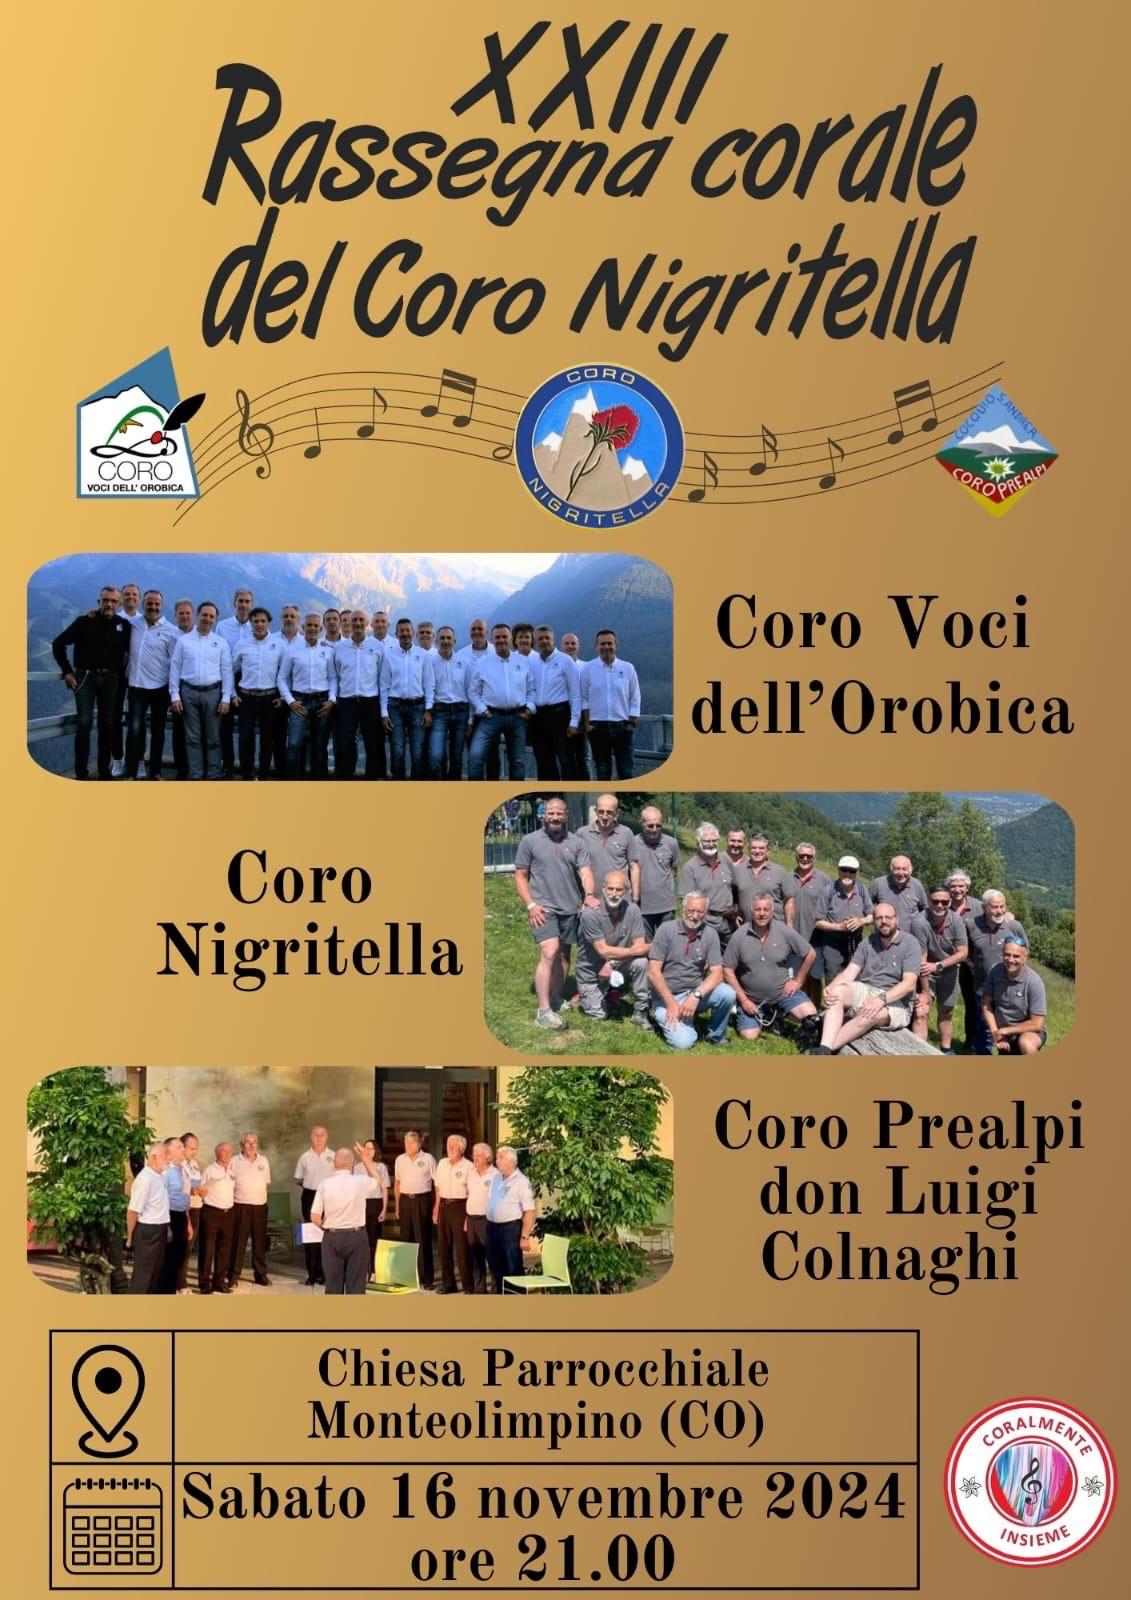 XXIII
Rassegna corale
del Coro Nigritella
CORO
VOCI DELL' OROBICA
CORO
NIGRITELLA
COCQUIO S. ANDREA
CORO PREALPI
Coro Voci
dell'Orobica
Coro
Nigritella
Coro Prealpi
don Luigi
Colnaghi
Chiesa Parrocchiale
Monteolimpino (CO)
Sabato 16 novembre 2024
ore 21.00
CORALMENTE
INSIEME